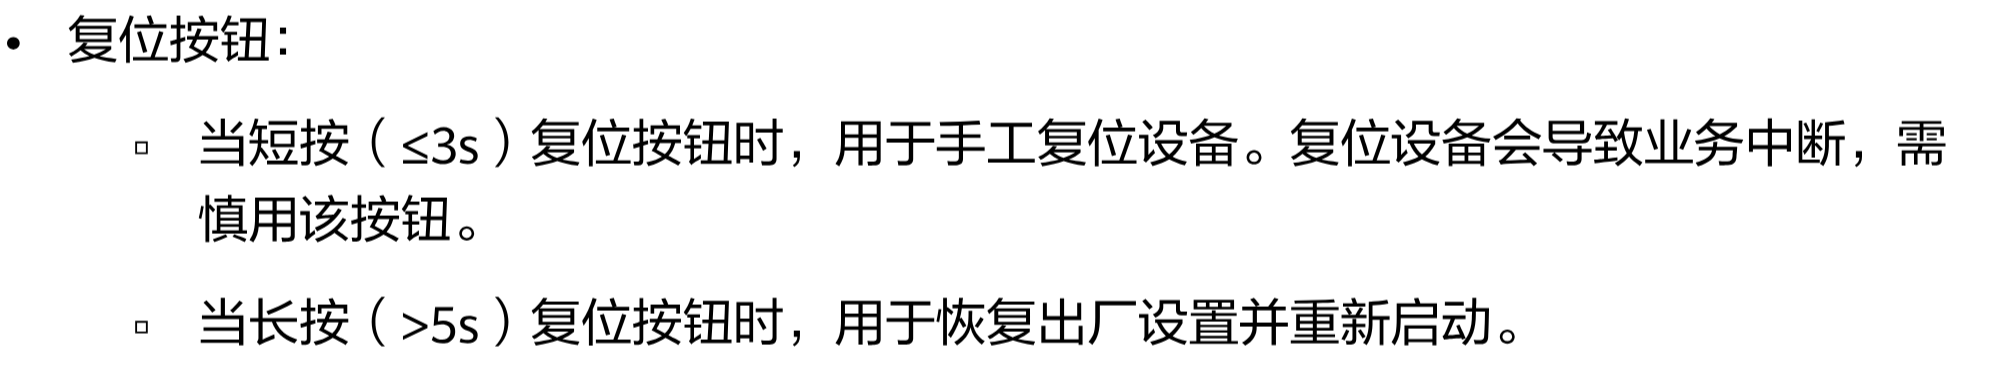 • 复位按钮：
▫ 当短按（≤3s）复位按钮时，用于手工复位设备。复位设备会导致业务中断，需
慎用该按钮。
▫ 当长按（>5s）复位按钮时，用于恢复出厂设置并重新启动。